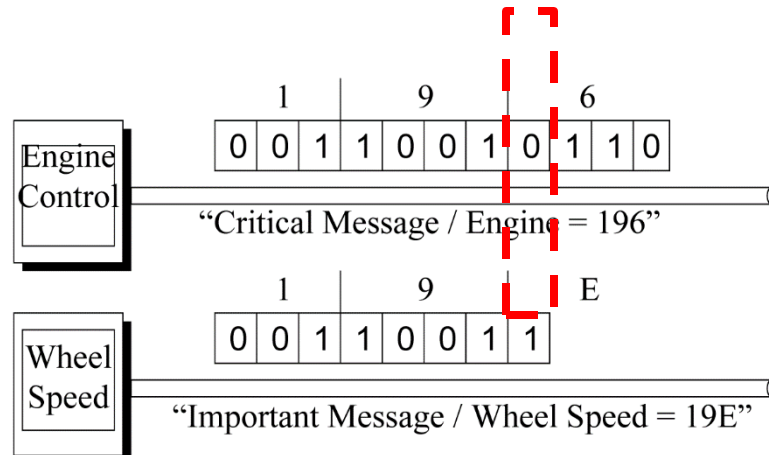 1 9 6
0 0 1 1 0 0 1 0 1 1 0
Engine
Control
“Critical Message / Engine = 196”
1 9 E
0 0 1 1 0 0 1 1
Wheel
Speed
“Important Message / Wheel Speed = 19E”